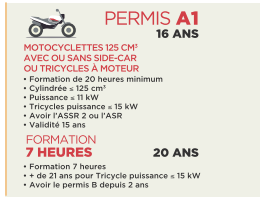 PERMIS A1
16 ANS
MOTOCYCLETTES 125 CM³
AVEC OU SANS SIDE-CAR
OU TRICYCLES À MOTEUR
• Formation de 20 heures minimum
• Cylindrée ≤ 125 cm³
• Puissance ≤ 11 kW
• Tricycles puissance ≤ 15 kW
• Avoir l'ASSR 2 ou l'ASR
• Validité 15 ans
FORMATION
7 HEURES 20 ANS
• Formation 7 heures
• + de 21 ans pour Tricycle puissance ≤ 15 kW
• Avoir le permis B depuis 2 ans